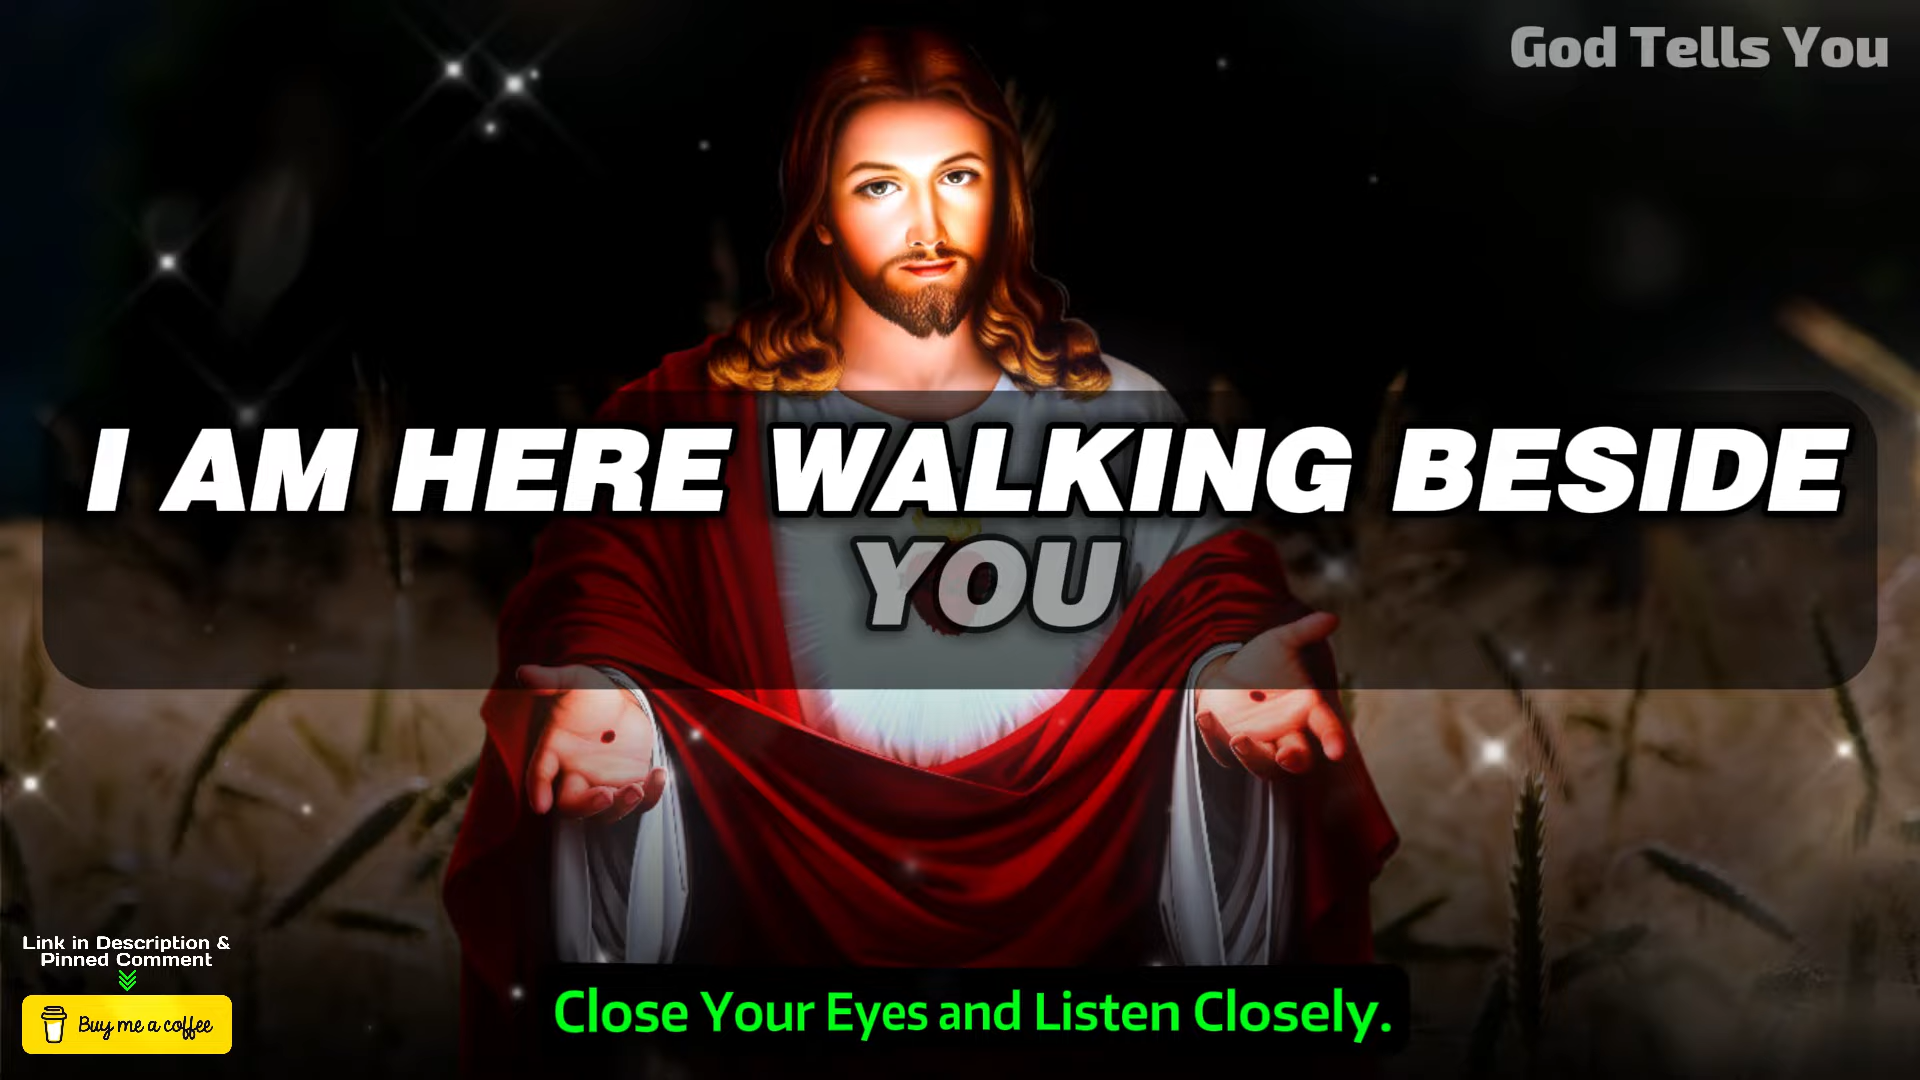 God Tells You
I AM HERE WALKING BESIDE
YOU
Link in Description &
Pinned Comment
Buy me a coffee
Close Your Eyes and Listen Closely.